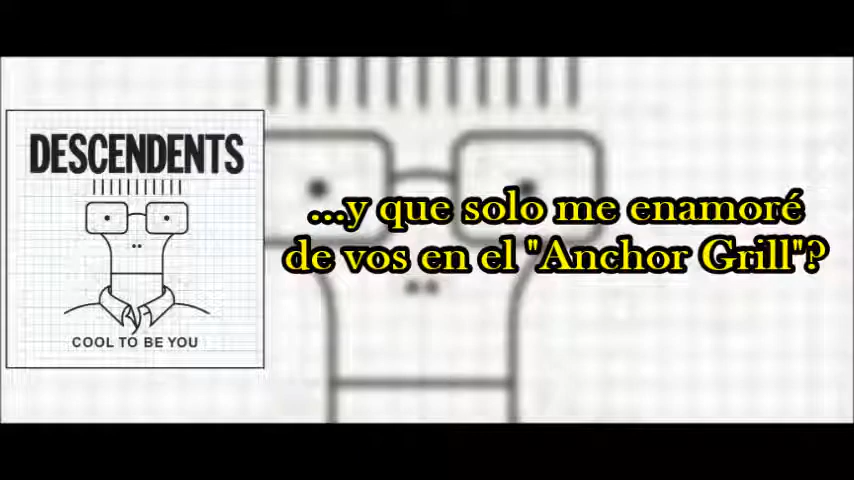 DESCENDENTS
COOL TO BE YOU
...y que solo me enamoré
de vos en el "Anchor Grill"?